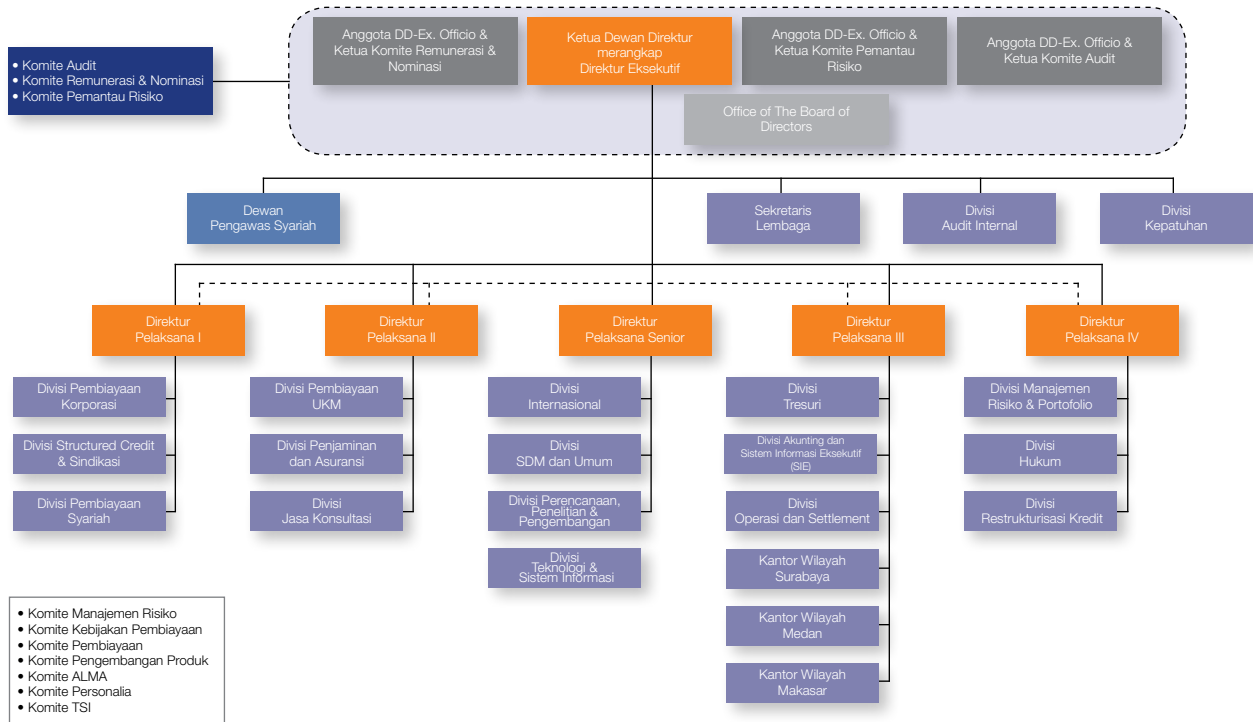 Anggota DD-Ex. Officio &
Ketua Komite Remunerasi &
Nominasi
Ketua Dewan Direktur
merangkap
Direktur Eksekutif
Anggota DD-Ex. Officio &
Ketua Komite Pemantau
Risiko
Anggota DD-Ex. Officio &
Ketua Komite Audit
• Komite Audit
• Komite Remunerasi & Nominasi
• Komite Pemantau Risiko
Office of The Board of
Directors
Dewan
Pengawas Syariah
Sekretaris
Lembaga
Divisi
Audit Internal
Divisi
Kepatuhan
Direktur
Pelaksana I
Direktur
Pelaksana II
Direktur
Pelaksana Senior
Direktur
Pelaksana III
Direktur
Pelaksana IV
Divisi Pembiayaan
Korporasi
Divisi Structured Credit
& Sindikasi
Divisi Pembiayaan
Syariah
Divisi Pembiayaan
UKM
Divisi Penjaminan
dan Asuransi
Divisi
Jasa Konsultasi
Divisi
Internasional
Divisi
SDM dan Umum
Divisi Perencanaan,
Penelitian &
Pengembangan
Divisi
Teknologi &
Sistem Informasi
Divisi
Tresuri
Divisi Akunting dan
Sistem Informasi Eksekutif
(SIE)
Divisi
Operasi dan Settlement
Kantor Wilayah
Surabaya
Kantor Wilayah
Medan
Kantor Wilayah
Makasar
Divisi Manajemen
Risiko & Portofolio
Divisi
Hukum
Divisi
Restrukturisasi Kredit
• Komite Manajemen Risiko
• Komite Kebijakan Pembiayaan
• Komite Pembiayaan
• Komite Pengembangan Produk
• Komite ALMA
• Komite Personalia
• Komite TSI